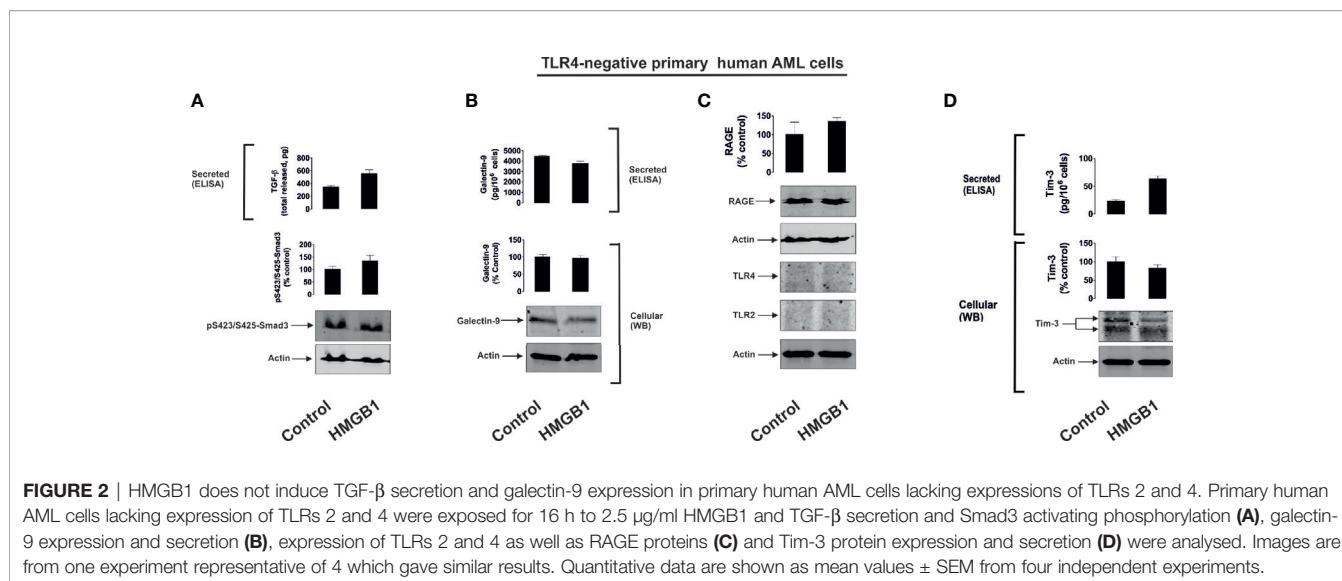 TLR4-negative primary human AML cells
A
Secreted
(ELISA)
TGF-β
(total released, pg)
800
600
400
200
0
pS423/S425-Smad3
(% control)
200
150
100
50
0
pS423/S425-Smad3
Actin
Control
HMGB1
B
Galectin-9
(pg/10⁶ cells)
5000
4000
3000
2000
1000
0
Secreted
(ELISA)
Galectin-9
(% Control)
150
100
50
0
Galectin-9
Actin
Cellular
(WB)
Control
HMGB1
C
RAGE
(% control)
150
100
50
0
RAGE
Actin
TLR4
TLR2
Actin
Control
HMGB1
D
Secreted
(ELISA)
Tim-3
(pg/10⁶ cells)
100
80
60
40
20
0
Cellular
(WB)
Tim-3
(% control)
150
100
50
0
Tim-3
Actin
Control
HMGB1
FIGURE 2 | HMGB1 does not induce TGF-β secretion and galectin-9 expression in primary human AML cells lacking expressions of TLRs 2 and 4. Primary human
AML cells lacking expression of TLRs 2 and 4 were exposed for 16 h to 2.5 µg/ml HMGB1 and TGF-β secretion and Smad3 activating phosphorylation (A), galectin-
9 expression and secretion (B), expression of TLRs 2 and 4 as well as RAGE proteins (C) and Tim-3 protein expression and secretion (D) were analysed. Images are
from one experiment representative of 4 which gave similar results. Quantitative data are shown as mean values ± SEM from four independent experiments.